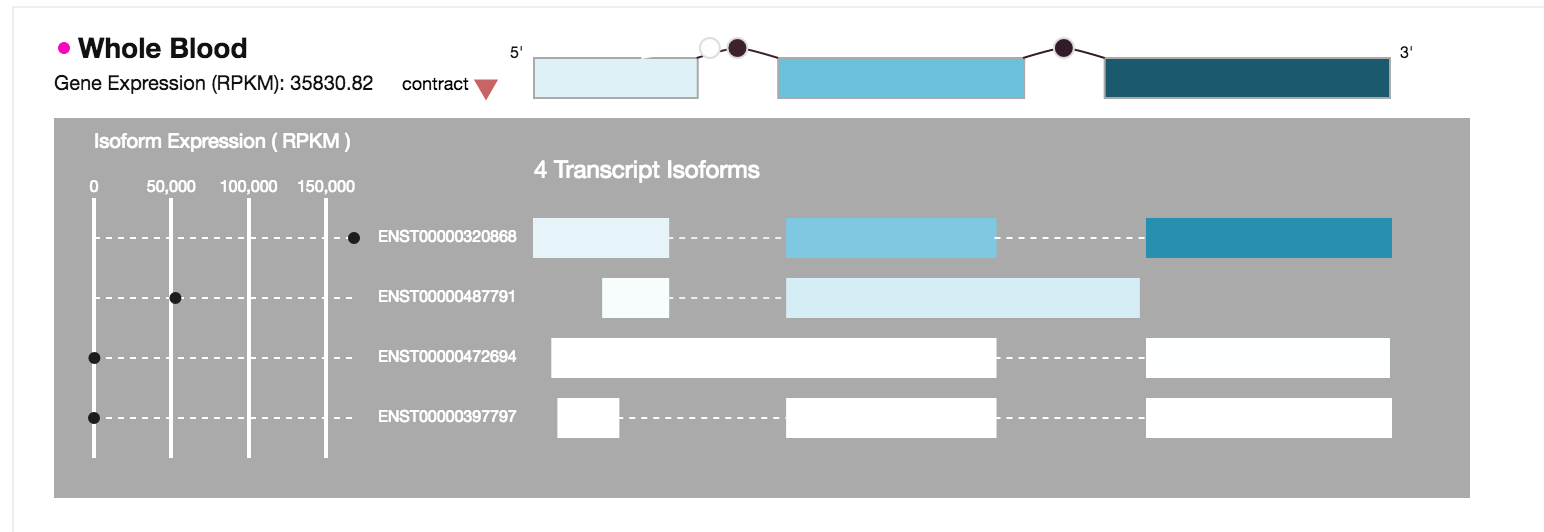 Whole Blood
Gene Expression (RPKM): 35830.82
contract
5'
3'
Isoform Expression ( RPKM )
4 Transcript Isoforms
0 50,000 100,000 150,000
ENST00000320868
ENST00000487791
ENST00000472694
ENST00000397797